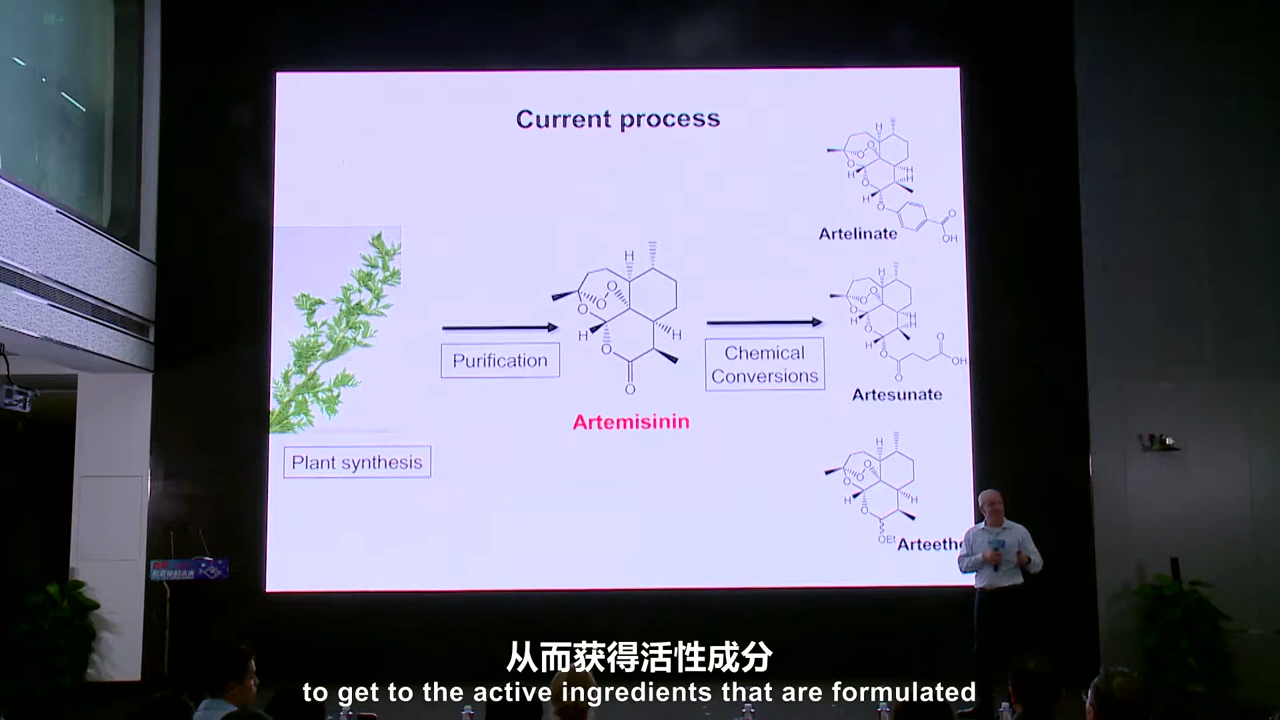 Current process
Plant synthesis
Purification
Artemisinin
Chemical
Conversions
Artelinate
Artesunate
从而获得活性成分
to get to the active ingredients that are formulated